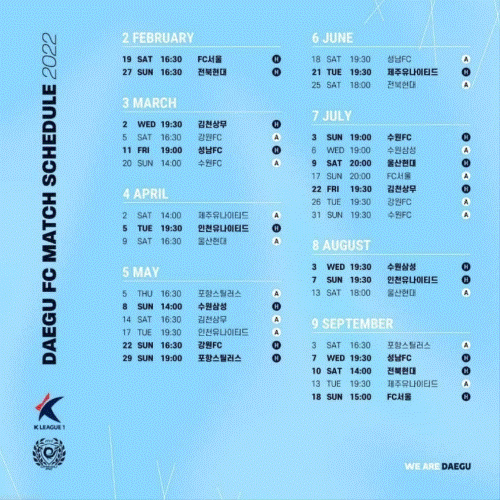 DAEGU FC MATCH SCHEDULE 2022
2 FEBRUARY
19 SAT 16:30 FC서울 H
27 SUN 16:30 전북현대 H
3 MARCH
2 WED 19:30 김천상무 H
5 SAT 16:30 강원FC A
11 FRI 19:00 성남FC H
20 SUN 14:00 수원FC A
4 APRIL
2 SAT 14:00 제주유나이티드 A
5 TUE 19:30 인천유나이티드 H
9 SAT 16:30 울산현대 A
5 MAY
5 THU 16:30 포항스틸러스 A
8 SUN 14:00 수원삼성 H
14 SAT 16:30 김천상무 A
17 TUE 19:30 인천유나이티드 A
22 SUN 16:30 강원FC H
29 SUN 19:00 포항스틸러스 H
6 JUNE
18 SAT 19:30 성남FC A
21 TUE 19:30 제주유나이티드 H
25 SAT 18:00 전북현대 A
7 JULY
3 SUN 19:00 수원FC H
6 WED 19:00 수원삼성 A
9 SAT 20:00 울산현대 H
17 SUN 20:00 FC서울 A
22 FRI 19:30 김천상무 H
26 TUE 19:30 강원FC A
31 SUN 19:30 수원FC A
8 AUGUST
3 WED 19:30 수원삼성 H
7 SUN 19:30 인천유나이티드 H
13 SAT 18:00 울산현대 A
9 SEPTEMBER
3 SAT 16:30 포항스틸러스 A
7 WED 19:30 성남FC H
10 SAT 14:00 전북현대 H
13 TUE 19:30 제주유나이티드 A
18 SUN 15:00 FC서울 H
K LEAGUE 1
WE ARE DAEGU